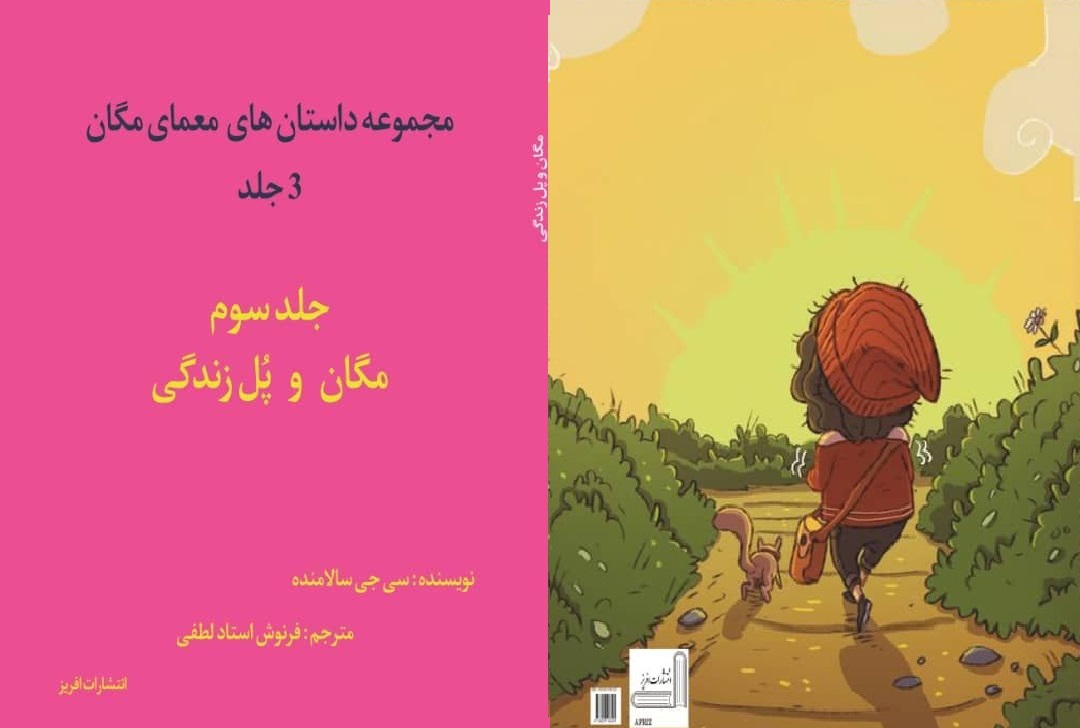 مجموعه داستان های معمای مگان
3 جلد
جلد سوم
مگان و پُل زندگی
نویسنده : سی جی سالامنده
مترجم : فرنوش استاد لطفی
انتشارات افریز
مگان و پل زندگی
انتشارات افریز
AFRIZ